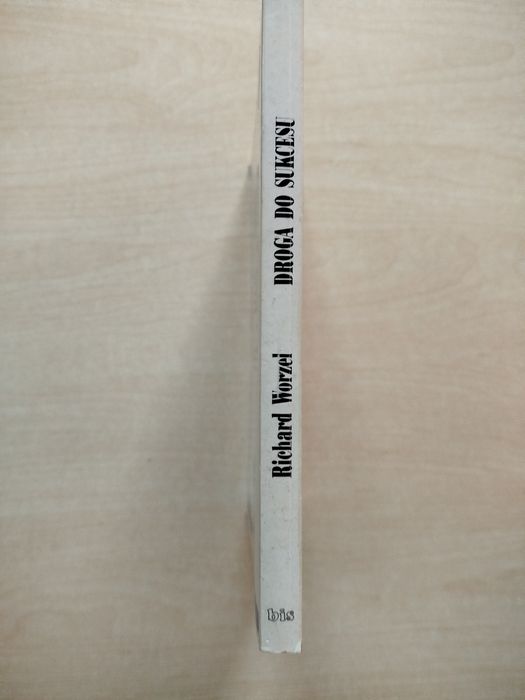 Richard Worzel
DROGA DO SUKCESU
bis